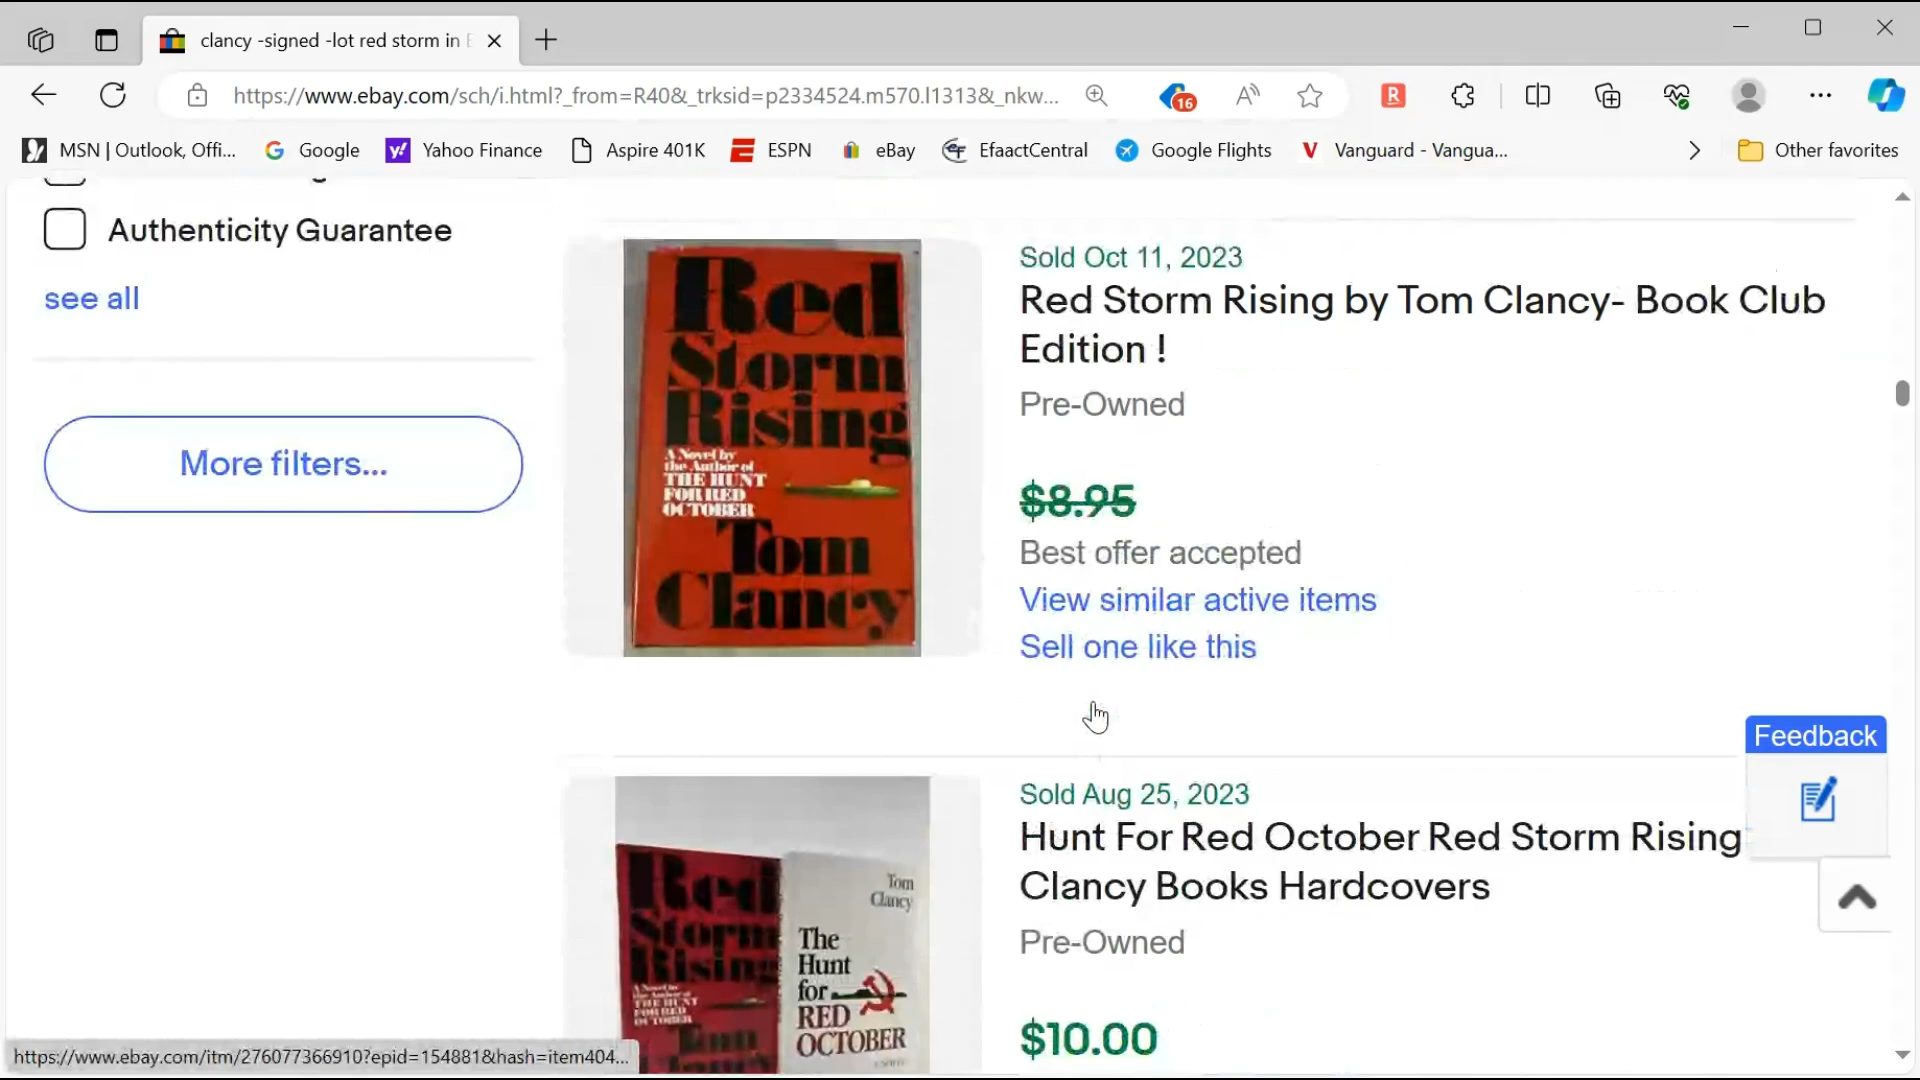 clancy -signed -lot red storm in E
https://www.ebay.com/sch/i.html?_from=R40&_trksid=p2334524.m570.l1313&_nkw...
16
R
MSN | Outlook, Offi...
Google
Yahoo Finance
Aspire 401K
ESPN
eBay
EfaactCentral
Google Flights
Vanguard - Vangua...
Other favorites
Authenticity Guarantee
see all
More filters...
Red
Storm
Rising
A Novel by
the Author of
THE HUNT
FOR RED
OCTOBER
Tom
Clancy
Sold Oct 11, 2023
Red Storm Rising by Tom Clancy- Book Club
Edition !
Pre-Owned
$8.95
Best offer accepted
View similar active items
Sell one like this
Feedback
Red
Storm
Rising
Tom
Clancy
The
Hunt
for
RED
OCTOBER
Sold Aug 25, 2023
Hunt For Red October Red Storm Rising
Clancy Books Hardcovers
Pre-Owned
$10.00
https://www.ebay.com/itm/276077366910?epid=154881&hash=item404...